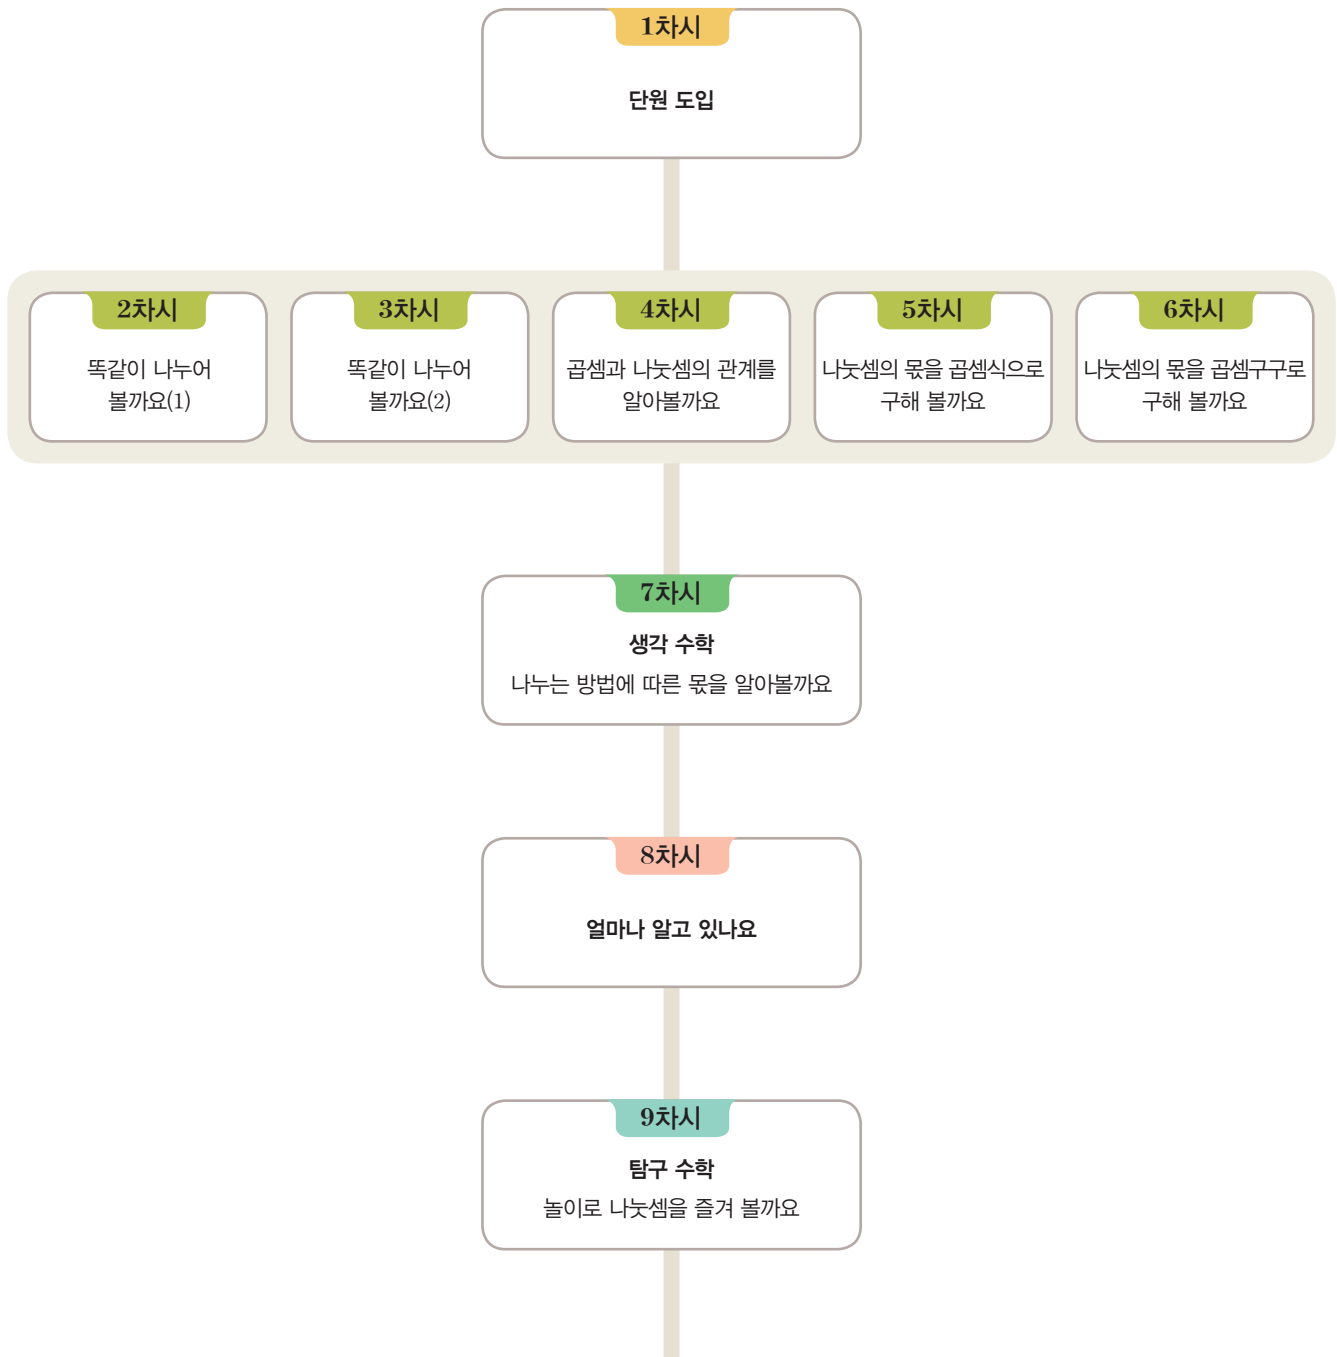 1차시
단원 도입
2차시
똑같이 나누어
볼까요(1)
3차시
똑같이 나누어
볼까요(2)
4차시
곱셈과 나눗셈의 관계를
알아볼까요
5차시
나눗셈의 몫을 곱셈식으로
구해 볼까요
6차시
나눗셈의 몫을 곱셈구구로
구해 볼까요
7차시
생각 수학
나누는 방법에 따른 몫을 알아볼까요
8차시
얼마나 알고 있나요
9차시
탐구 수학
놀이로 나눗셈을 즐겨 볼까요